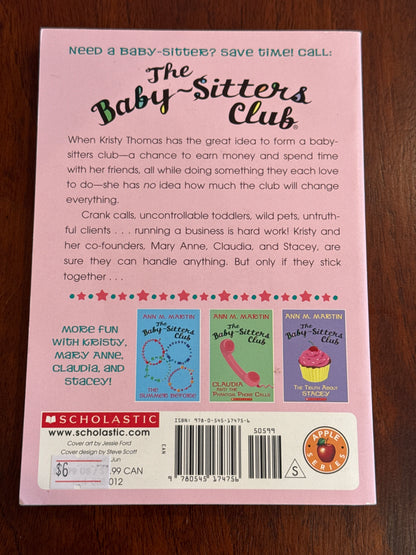 NEED A BABY-SITTER? SAVE TIME! CALL:
The
Baby~Sitters
Club®
When Kristy Thomas has the great idea to form a baby-
sitters club—a chance to earn money and spend time
with her friends, all while doing something they each love
to do—she has no idea how much the club will change
everything.
Crank calls, uncontrollable toddlers, wild pets, untruth-
ful clients . . . running a business is hard work! Kristy and
her co-founders, Mary Anne, Claudia, and Stacey, are
sure they can handle anything. But only if they stick
together . . .
MORE FUN
WITH KRISTY,
MARY ANNE,
CLAUDIA, AND
STACEY!
ANN M. MARTIN
The
Baby~Sitters
Club
THE SUMMER BEFORE
ANN M. MARTIN
The
Baby~Sitters
Club
CLAUDIA
AND THE
PHANTOM PHONE CALLS
ANN M. MARTIN
The
Baby~Sitters
Club
THE TRUTH ABOUT
STACEY
SCHOLASTIC
www.scholastic.com
Cover art by Jessie Ford
Cover design by Steve Scott
Jun
$6
.99 CAN
012
CAN
ISBN: 978-0-545-17475-6
50599
9 780545 174756
S
APPLE
SERIES